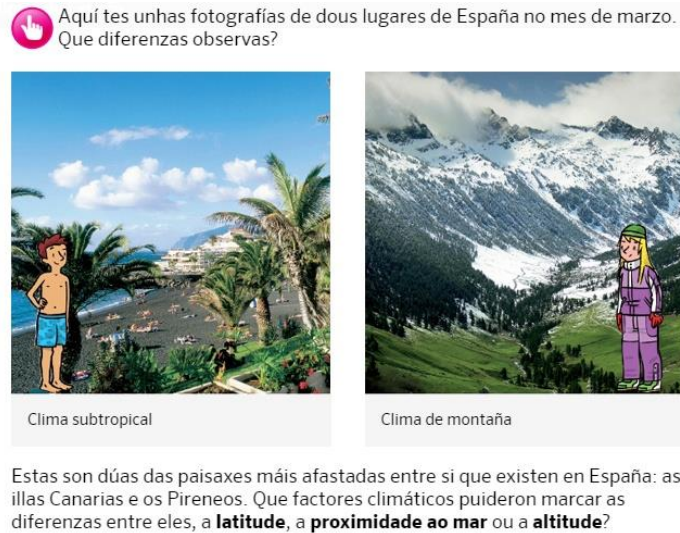 Aquí tes unhas fotografías de dous lugares de España no mes de marzo.
Que diferenzas observas?
Clima subtropical
Clima de montaña
Estas son dúas das paisaxes máis afastadas entre si que existen en España: as
illas Canarias e os Pireneos. Que factores climáticos puideron marcar as
diferenzas entre eles, a latitude, a proximidade ao mar ou a altitude?